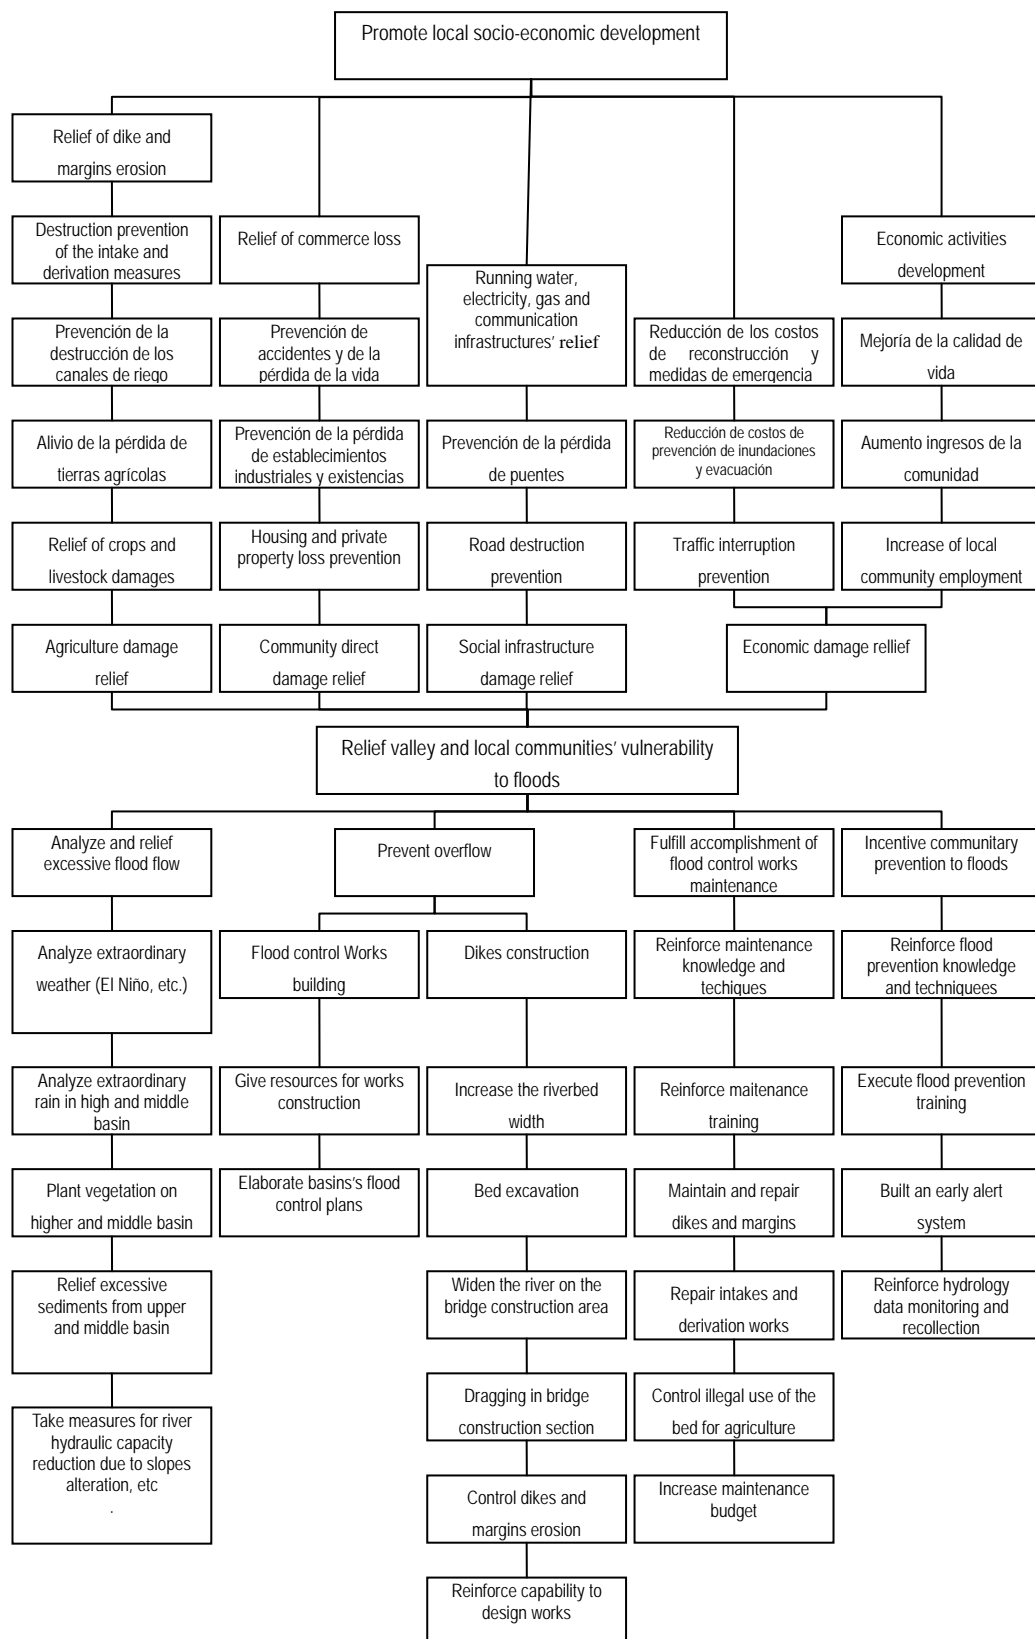 Promote local socio-economic development
Relief of dike and
margins erosion
Destruction prevention
of the intake and
derivation measures
Relief of commerce loss
Running water,
electricity, gas and
communication
infrastructures' relief
Economic activities
development
Prevención de la
destrucción de los
canales de riego
Prevención de
accidentes y de la
pérdida de la vida
Reducción de los costos
de reconstrucción y
medidas de emergencia
Mejoría de la calidad de
vida
Alivio de la pérdida de
tierras agrícolas
Prevención de la pérdida
de establecimientos
industriales y existencias
Prevención de la pérdida
de puentes
Reducción de costos de
prevención de inundaciones
y evacuación
Aumento ingresos de la
comunidad
Relief of crops and
livestock damages
Housing and private
property loss prevention
Road destruction
prevention
Traffic interruption
prevention
Increase of local
community employment
Agriculture damage
relief
Community direct
damage relief
Social infrastructure
damage relief
Economic damage rellief
Relief valley and local communities' vulnerability
to floods
Analyze and relief
excessive flood flow
Prevent overflow
Fulfill accomplishment of
flood control works
maintenance
Incentive communitary
prevention to floods
Analyze extraordinary
weather (El Niño, etc.)
Flood control Works
building
Dikes construction
Reinforce maintenance
knowledge and
techiques
Reinforce flood
prevention knowledge
and techniquees
Analyze extraordinary
rain in high and middle
basin
Give resources for works
construction
Increase the riverbed
width
Reinforce maitenance
training
Execute flood prevention
training
Plant vegetation on
higher and middle basin
Elaborate basins's flood
control plans
Bed excavation
Maintain and repair
dikes and margins
Built an early alert
system
Relief excessive
sediments from upper
and middle basin
Widen the river on the
bridge construction area
Repair intakes and
derivation works
Reinforce hydrology
data monitoring and
recollection
Take measures for river
hydraulic capacity
reduction due to slopes
alteration, etc
.
Dragging in bridge
construction section
Control illegal use of the
bed for agriculture
Control dikes and
margins erosion
Increase maintenance
budget
Reinforce capability to
design works